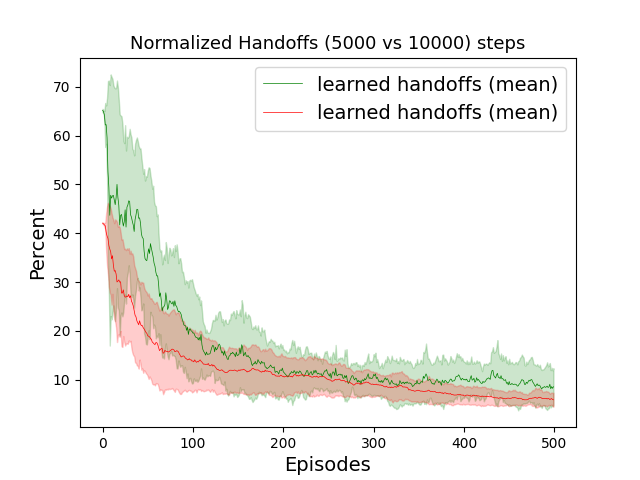 Normalized Handoffs (5000 vs 10000) steps
learned handoffs (mean)
learned handoffs (mean)
Percent
70
60
50
40
30
20
10
0 100 200 300 400 500
Episodes